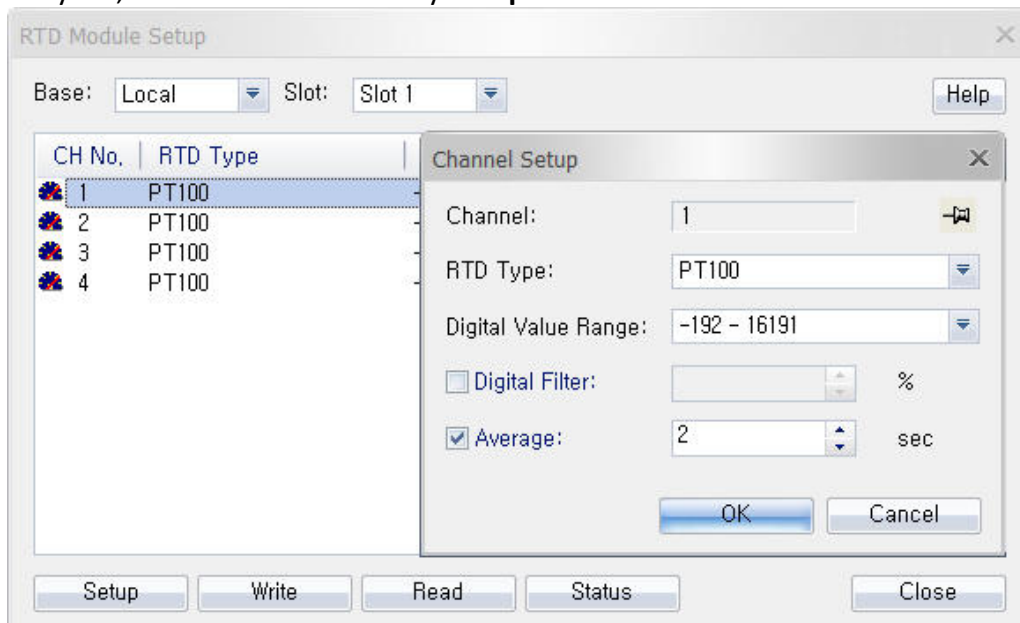 RTD Module Setup
Base: Local Slot: Slot 1 Help
CH No. RTD Type
1 PT100
2 PT100
3 PT100
4 PT100
Channel Setup
Channel: 1
RTD Type: PT100
Digital Value Range: -192 - 16191
Digital Filter: %
Average: 2 sec
OK Cancel
Setup Write Read Status Close